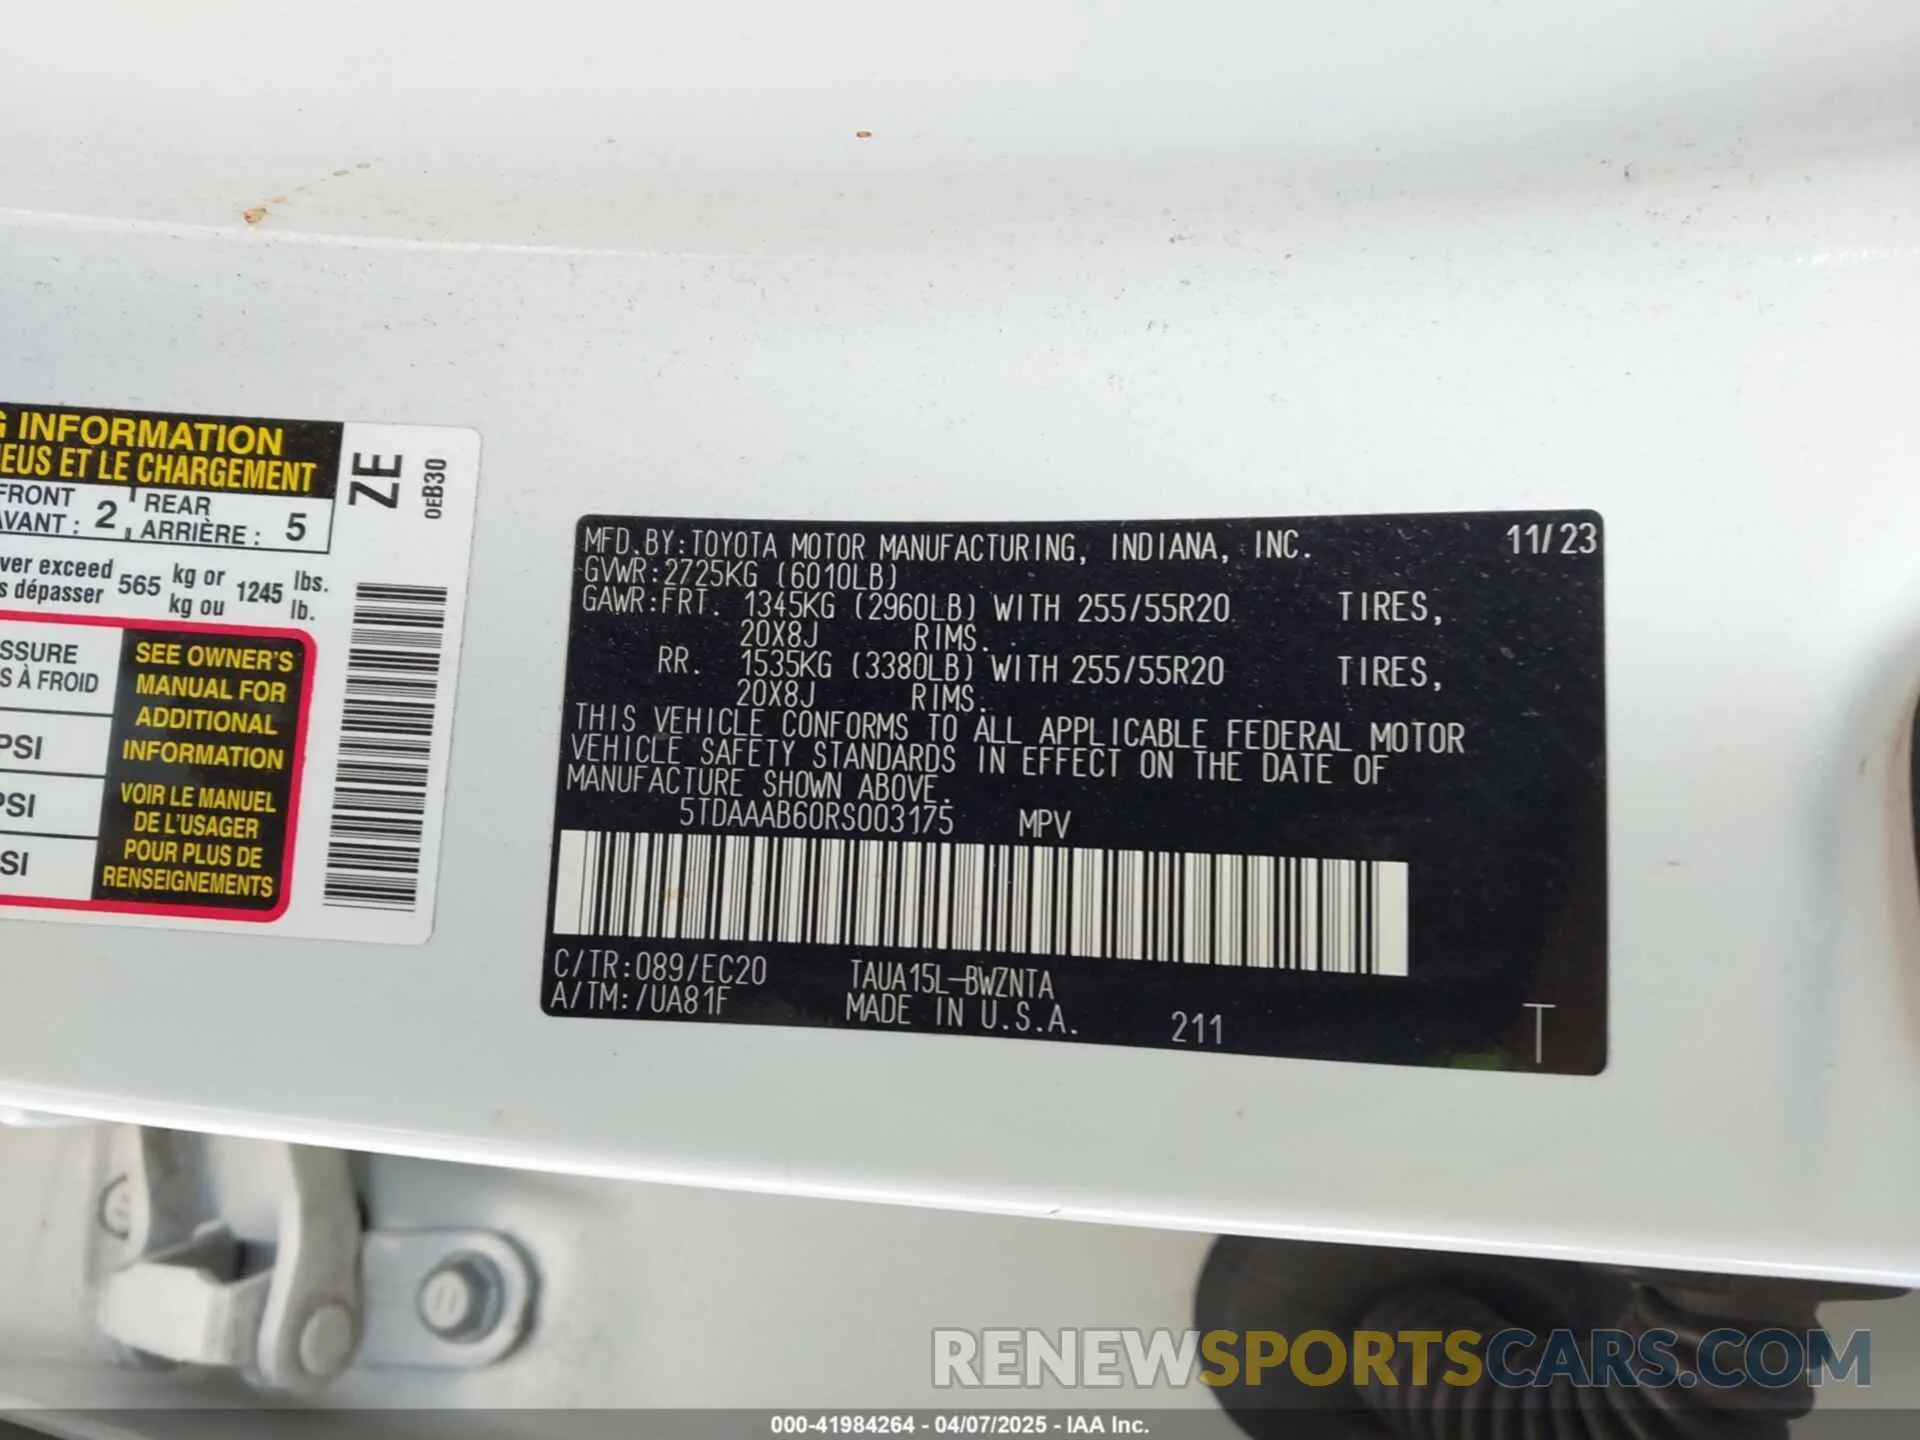 INFORMATION
EUS ET LE CHARGEMENT
FRONT 2, REAR 5
AVANT : ARRIÈRE :
ver exceed 565 kg or 1245 lbs.
s dépasser kg ou lb.
SSURE
S À FROID
PSI
PSI
SI
SEE OWNER'S
MANUAL FOR
ADDITIONAL
INFORMATION
VOIR LE MANUEL
DE L'USAGER
POUR PLUS DE
RENSEIGNEMENTS
ZE
0EB30
MFD.BY:TOYOTA MOTOR MANUFACTURING, INDIANA, INC. 11/23
GVWR:2725KG (6010LB)
GAWR:FRT. 1345KG (2960LB) WITH 255/55R20 TIRES,
20X8J RIMS.
RR. 1535KG (3380LB) WITH 255/55R20 TIRES,
20X8J RIMS.
THIS VEHICLE CONFORMS TO ALL APPLICABLE FEDERAL MOTOR
VEHICLE SAFETY STANDARDS IN EFFECT ON THE DATE OF
MANUFACTURE SHOWN ABOVE.
5TDAAAB60RS003175 MPV
C/TR:089/EC20 TAUA15L-BWZNTA
A/TM:/UA81F MADE IN U.S.A. 211 T
RENEWSPORTSCARS.COM
000-41984264 - 04/07/2025 - IAA Inc.